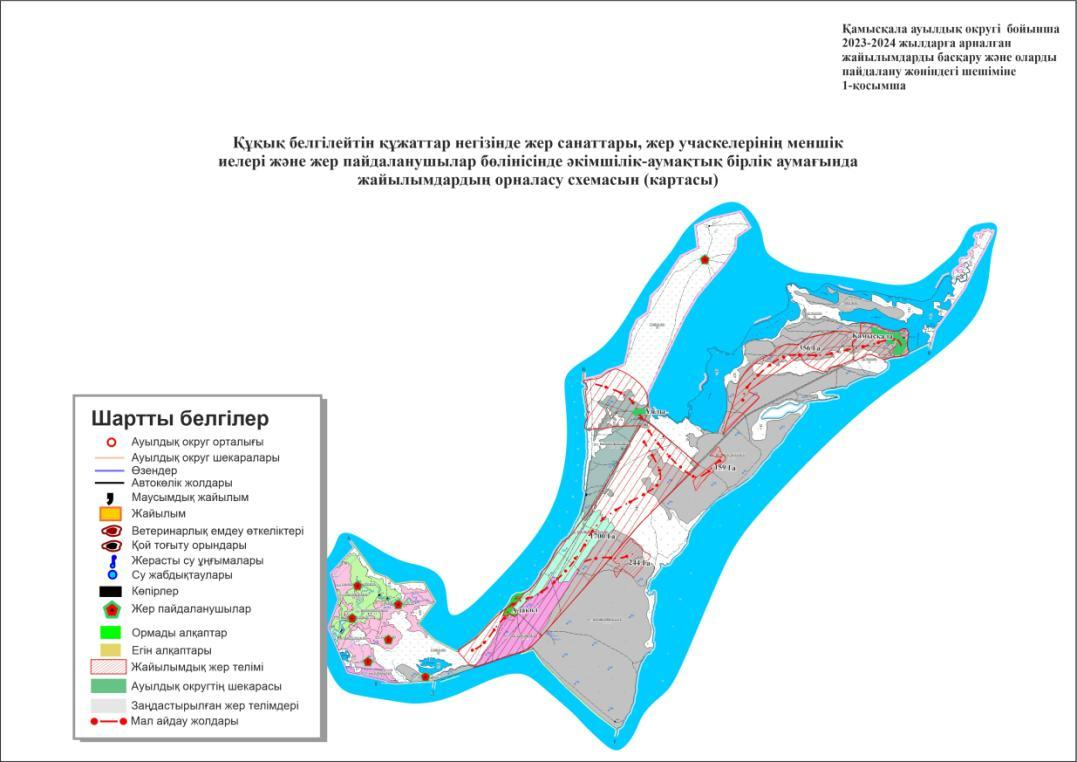 Қамысқала ауылдық округі бойынша
2023-2024 жылдарға арналған
жайылымдарды басқару және оларды
пайдалану жөніндегі шешіміне
1-қосымша
Құқық белгілейтін құжаттар негізінде жер санаттары, жер учаскелерінің меншік
иелері және жер пайдаланушылар бөлінісінде әкімшілік-аумақтық бірлік аумағында
жайылымдардың орналасу схемасын (картасы)
Қамысқала
356 Га
159 Га
1700 Га
244 Га
Шартты белгілер
Ауылдық округ орталығы
Ауылдық округ шекаралары
Өзендер
Автокөлік жолдары
Маусымдық жайылым
Жайылым
Ветеринарлық емдеу өткеліктері
Қой тоғыту орындары
Жерасты су ұңғымалары
Су жабдықтаулары
Көпірлер
Жер пайдаланушылар
Ормады алқаптар
Егін алқаптары
Жайылымдық жер телімі
Ауылдық округтің шекарасы
Заңдастырылған жер телімдері
Мал айдау жолдары